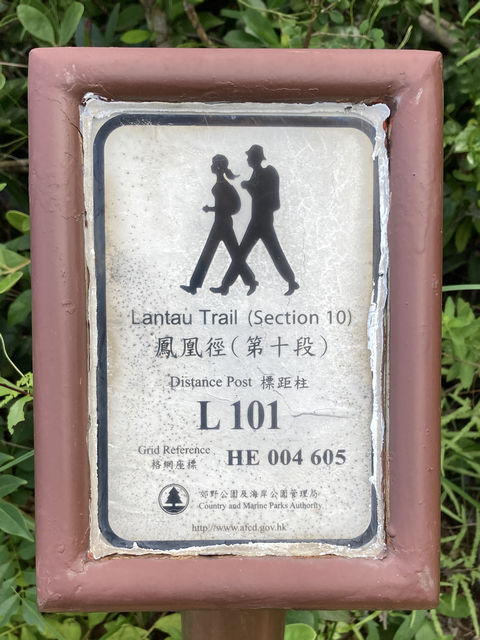 Lantau Trail (Section 10)
鳳凰徑(第十段)
Distance Post 標距柱
L 101
Grid Reference
格網座標
HE 004 605
郊野公園及海岸公園管理局
Country and Marine Parks Authority
http://www.afcd.gov.hk